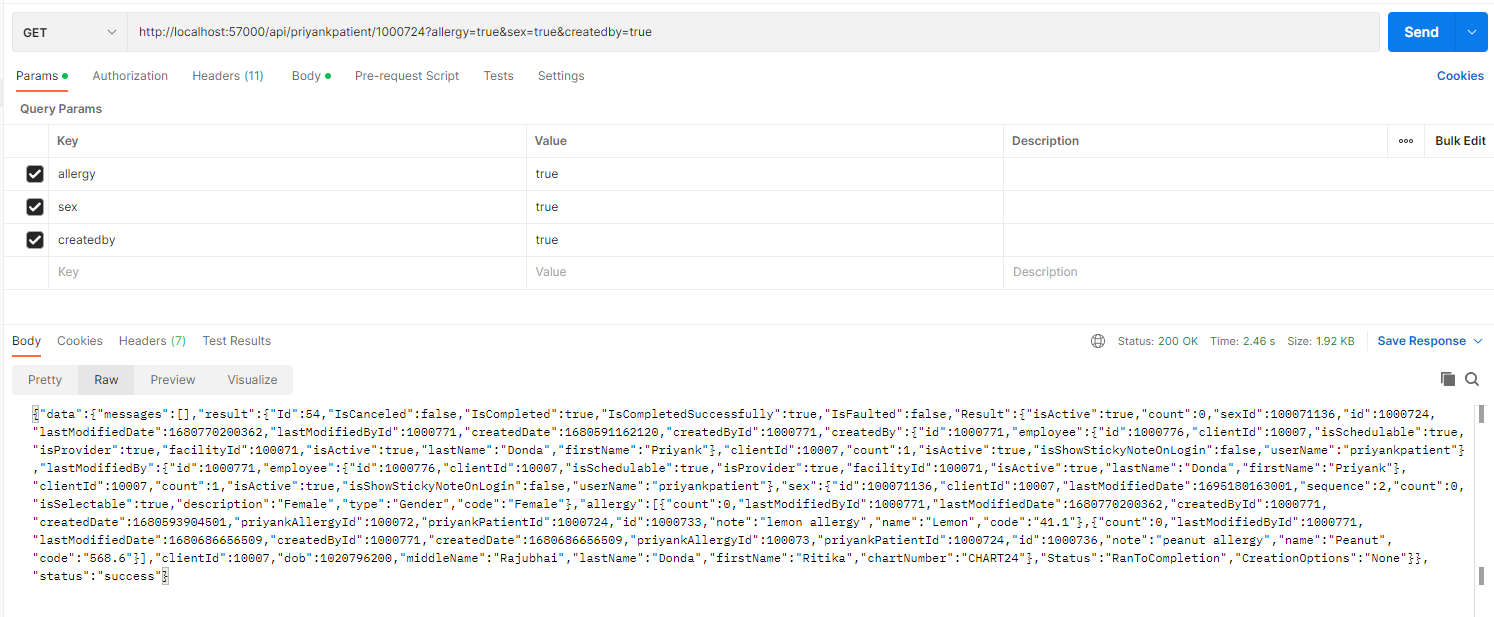 GET http://localhost:57000/api/priyankpatient/1000724?allergy=true&sex=true&createdby=true Send
Params Authorization Headers (11) Body Pre-request Script Tests Settings Cookies
Query Params
Key Value Description ooo Bulk Edit
allergy true
sex true
createdby true
Key Value Description
Body Cookies Headers (7) Test Results Status: 200 OK Time: 2.46 s Size: 1.92 KB Save Response
Pretty Raw Preview Visualize
{"data":{"messages":[],"result":{"Id":54,"IsCanceled":false,"IsCompleted":true,"IsCompletedSuccessfully":true,"IsFaulted":false,"Result":{"isActive":true,"count":0,"sexId":100071136,"id":1000724,
"lastModifiedDate":1680770200362,"lastModifiedById":1000771,"createdDate":1680591162120,"createdById":1000771,"createdBy":{"id":1000771,"employee":{"id":1000776,"clientId":10007,"isSchedulable":true,
"isProvider":true,"facilityId":100071,"isActive":true,"lastName":"Donda","firstName":"Priyank"},"clientId":10007,"count":1,"isActive":true,"isShowStickyNoteOnLogin":false,"userName":"priyankpatient"}
,"lastModifiedBy":{"id":1000771,"employee":{"id":1000776,"clientId":10007,"isSchedulable":true,"isProvider":true,"facilityId":100071,"isActive":true,"lastName":"Donda","firstName":"Priyank"},
"clientId":10007,"count":1,"isActive":true,"isShowStickyNoteOnLogin":false,"userName":"priyankpatient"},"sex":{"id":100071136,"clientId":10007,"lastModifiedDate":1695180163001,"sequence":2,"count":0,
"isSelectable":true,"description":"Female","type":"Gender","code":"Female"},"allergy":[{"count":0,"lastModifiedById":1000771,"lastModifiedDate":1680770200362,"createdById":1000771,
"createdDate":1680593904501,"priyankAllergyId":100072,"priyankPatientId":1000724,"id":1000733,"note":"lemon allergy","name":"Lemon","code":"41.1"},{"count":0,"lastModifiedById":1000771,
"lastModifiedDate":1680686656509,"createdById":1000771,"createdDate":1680686656509,"priyankAllergyId":100073,"priyankPatientId":1000724,"id":1000736,"note":"peanut allergy","name":"Peanut",
"code":"568.6"}],"clientId":10007,"dob":1020796200,"middleName":"Rajubhai","lastName":"Donda","firstName":"Ritika","chartNumber":"CHART24"},"Status":"RanToCompletion","CreationOptions":"None"}},
"status":"success"}